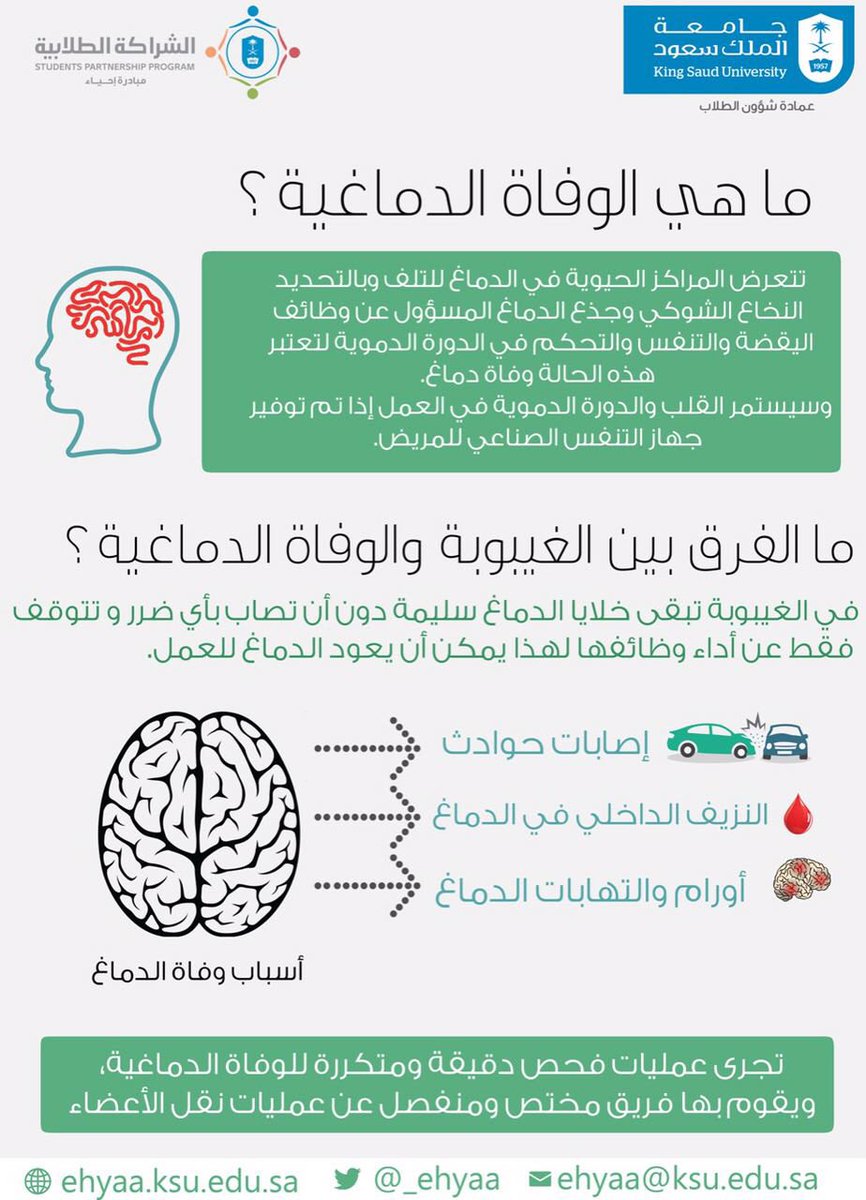 جامعة
الملك سعود
King Saud University
1957
عمادة شؤون الطلاب
الشراكة الطلابية
STUDENTS PARTNERSHIP PROGRAM
مبادرة إحياء
ما هي الوفاة الدماغية ؟
تتعرض المراكز الحيوية في الدماغ للتلف وبالتحديد
النخاع الشوكي وجذع الدماغ المسؤول عن وظائف
اليقضة والتنفس والتحكم في الدورة الدموية لتعتبر
هذه الحالة وفاة دماغ.
وسيستمر القلب والدورة الدموية في العمل إذا تم توفير
جهاز التنفس الصناعي للمريض.
ما الفرق بين الغيبوبة والوفاة الدماغية ؟
في الغيبوبة تبقى خلايا الدماغ سليمة دون أن تصاب بأي ضرر و تتوقف
فقط عن أداء وظائفها لهذا يمكن أن يعود الدماغ للعمل.
إصابات حوادث
النزيف الداخلي في الدماغ
أورام والتهابات الدماغ
أسباب وفاة الدماغ
تجرى عمليات فحص دقيقة ومتكررة للوفاة الدماغية،
ويقوم بها فريق مختص ومنفصل عن عمليات نقل الأعضاء
ehyaa.ksu.edu.sa @_ehyaa ehyaa@ksu.edu.sa